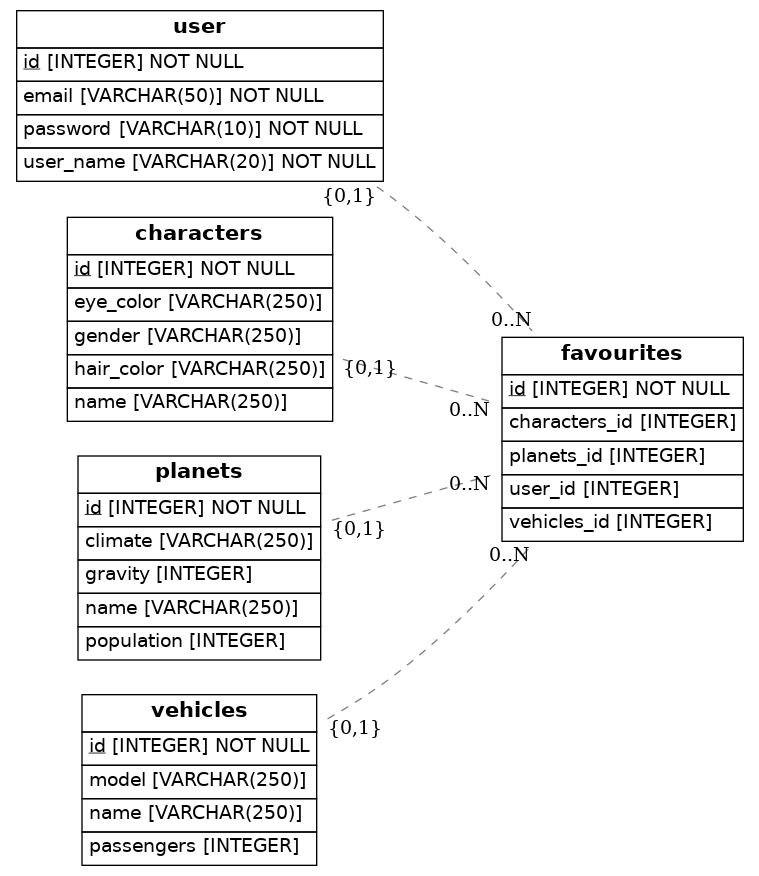 user
id [INTEGER] NOT NULL
email [VARCHAR(50)] NOT NULL
password [VARCHAR(10)] NOT NULL
user_name [VARCHAR(20)] NOT NULL
{0,1}
0..N
characters
id [INTEGER] NOT NULL
eye_color [VARCHAR(250)]
gender [VARCHAR(250)]
hair_color [VARCHAR(250)]
name [VARCHAR(250)]
{0,1}
0..N
favourites
id [INTEGER] NOT NULL
characters_id [INTEGER]
planets_id [INTEGER]
user_id [INTEGER]
vehicles_id [INTEGER]
planets
id [INTEGER] NOT NULL
climate [VARCHAR(250)]
gravity [INTEGER]
name [VARCHAR(250)]
population [INTEGER]
0..N
{0,1}
0..N
vehicles
id [INTEGER] NOT NULL
model [VARCHAR(250)]
name [VARCHAR(250)]
passengers [INTEGER]
{0,1}